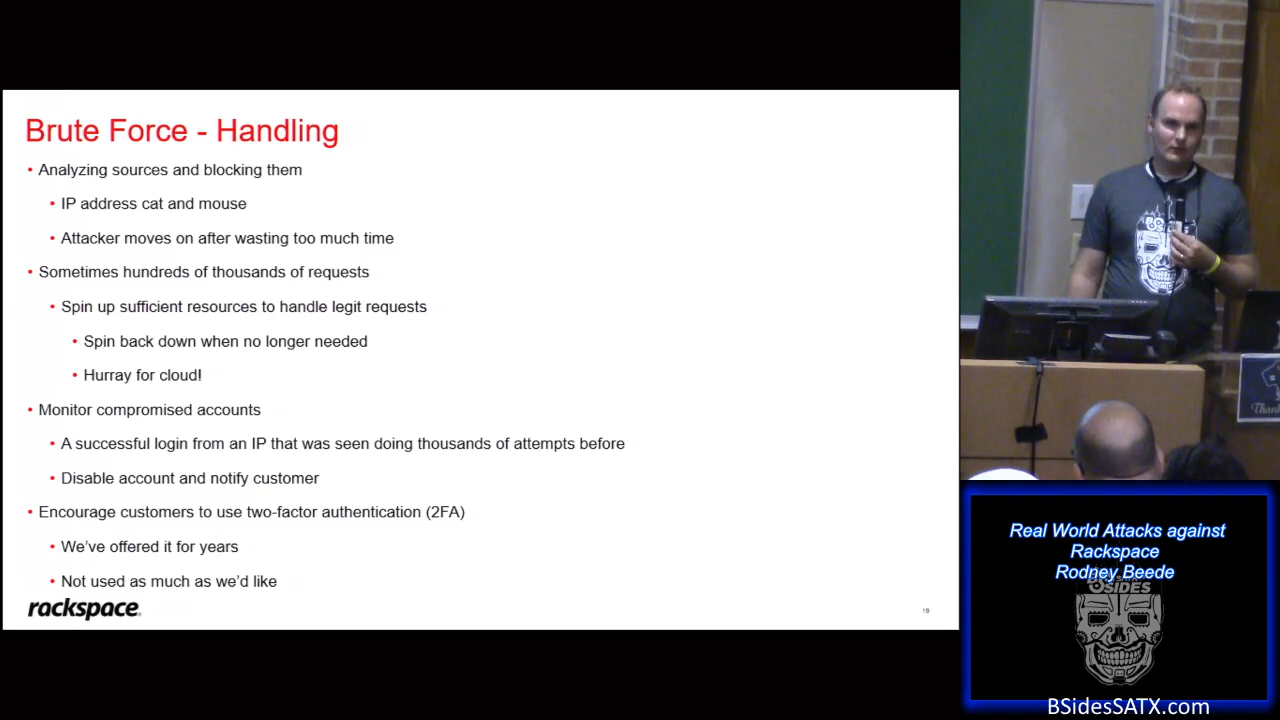 Brute Force - Handling
• Analyzing sources and blocking them
• IP address cat and mouse
• Attacker moves on after wasting too much time
• Sometimes hundreds of thousands of requests
• Spin up sufficient resources to handle legit requests
• Spin back down when no longer needed
• Hurray for cloud!
• Monitor compromised accounts
• A successful login from an IP that was seen doing thousands of attempts before
• Disable account and notify customer
• Encourage customers to use two-factor authentication (2FA)
• We’ve offered it for years
• Not used as much as we’d like
rackspace
19
Real World Attacks against
Rackspace
Rodney Beede
BSIDES
BSidesSATX.com